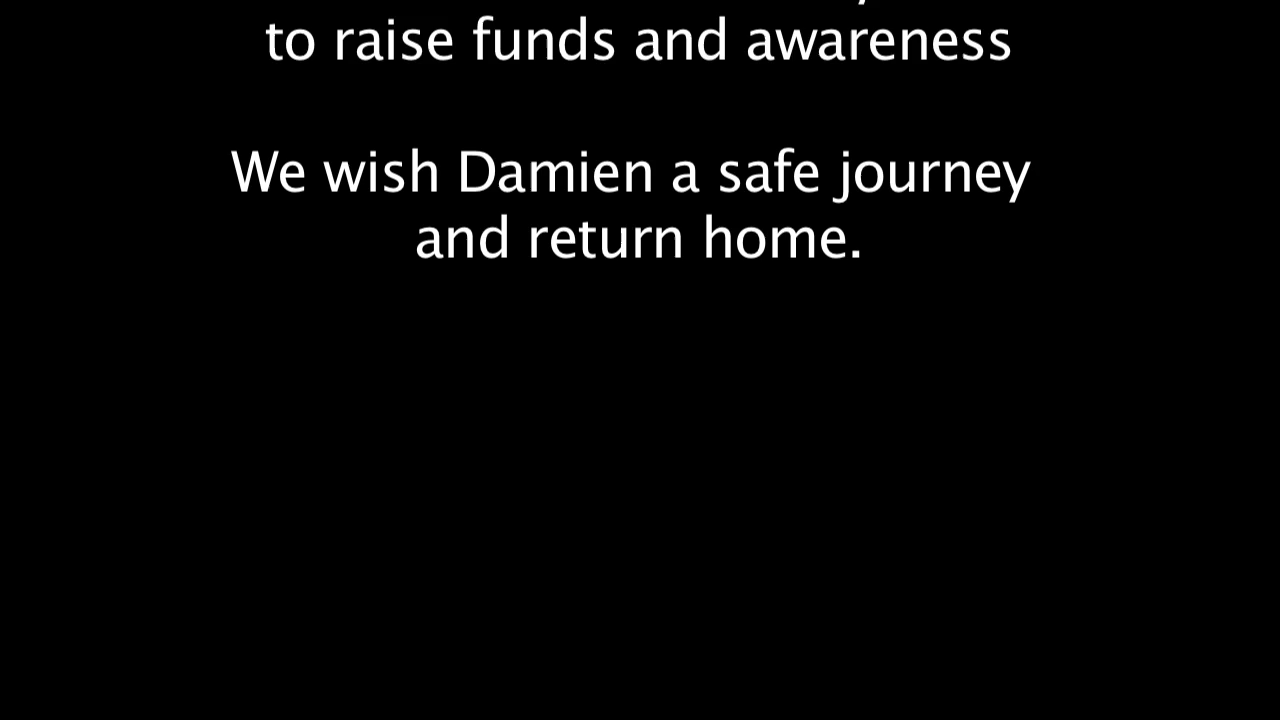 to raise funds and awareness
We wish Damien a safe journey
and return home.